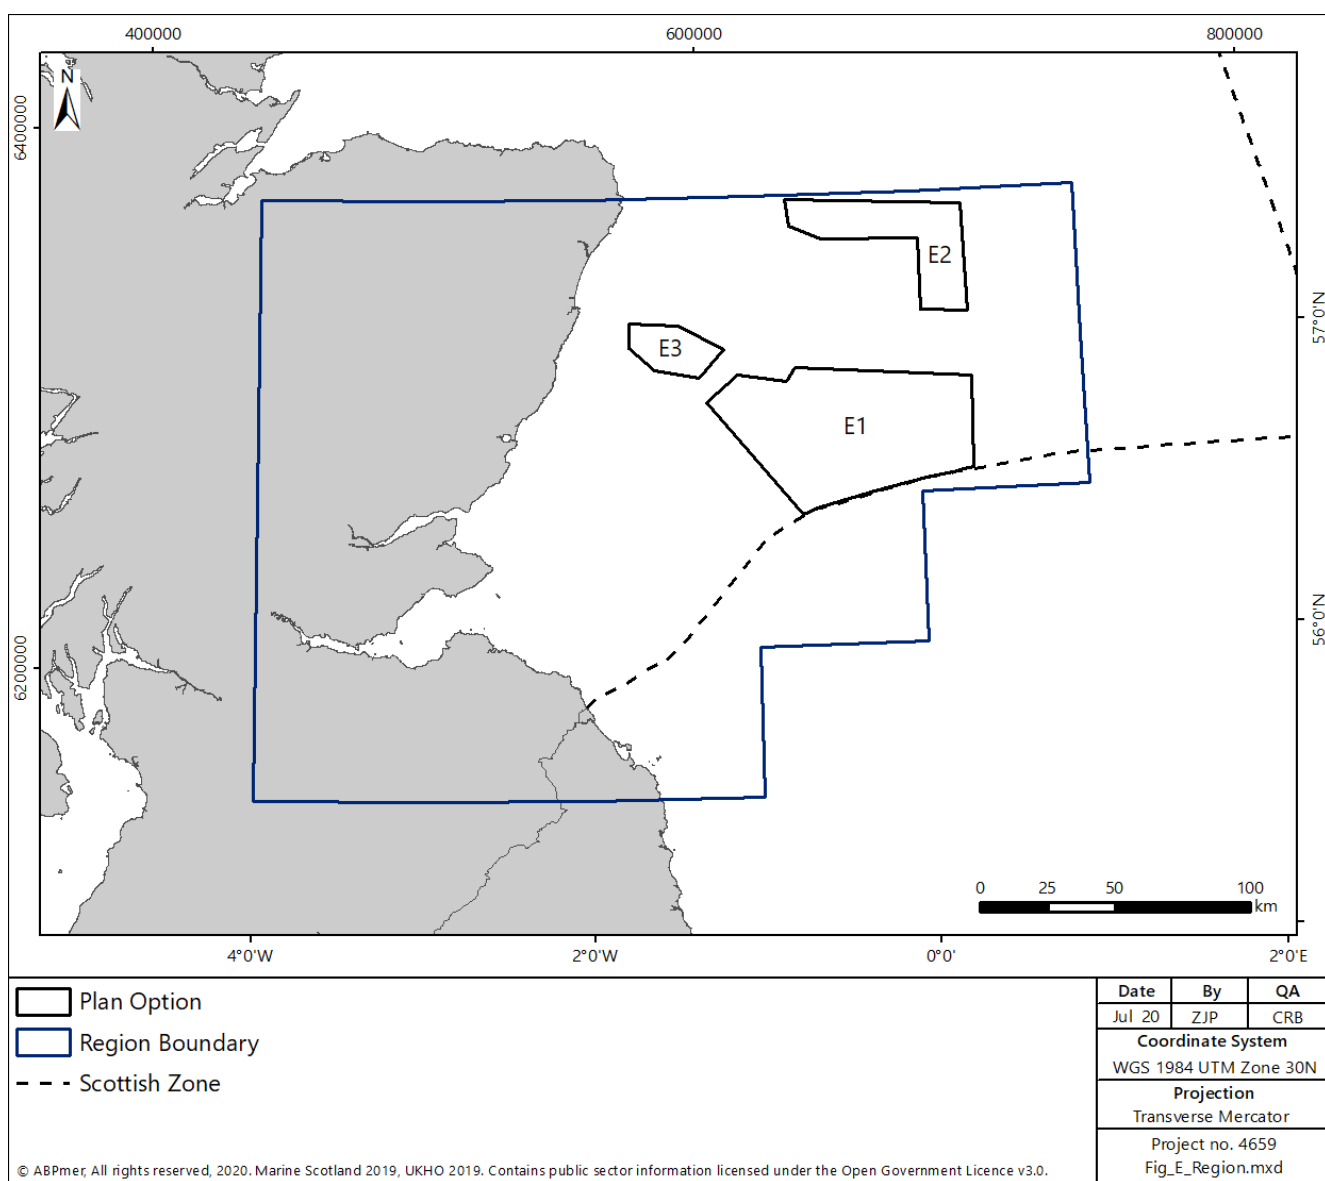 400000 600000 800000
N
6400000
E2
57°0'N
E3
E1
56°0'N
6200000
0 25 50 100
km
4°0'W 2°0'W 0°0' 2°0'E
Plan Option
Region Boundary
Scottish Zone
Date By QA
Jul 20 ZJP CRB
Coordinate System
WGS 1984 UTM Zone 30N
Projection
Transverse Mercator
Project no. 4659
Fig_E_Region.mxd
© ABPmer, All rights reserved, 2020. Marine Scotland 2019, UKHO 2019. Contains public sector information licensed under the Open Government Licence v3.0.